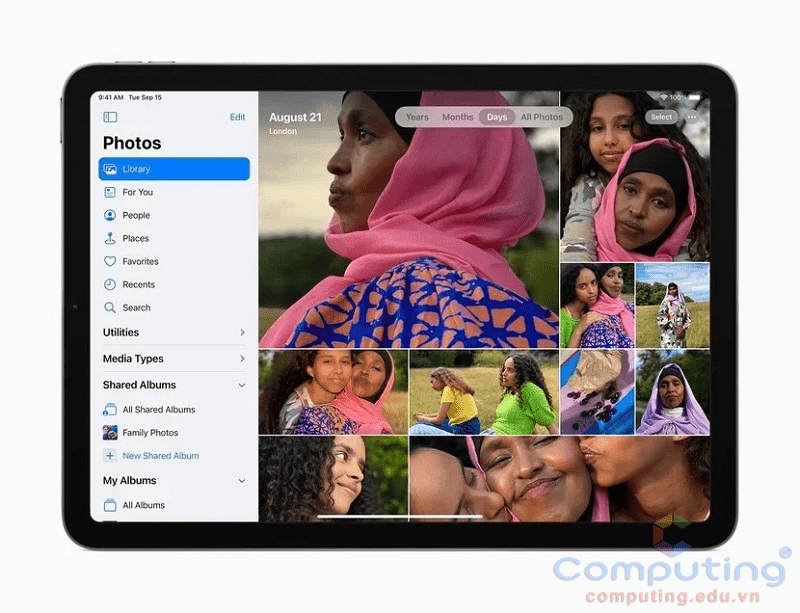 9:41 AM Tue Sep 15
100%
Edit
Photos
Library
For You
People
Places
Favorites
Recents
Search
Utilities
Media Types
Shared Albums
All Shared Albums
Family Photos
New Shared Album
My Albums
All Albums
August 21
London
Years Months Days All Photos
Select
Computing®
computing.edu.vn